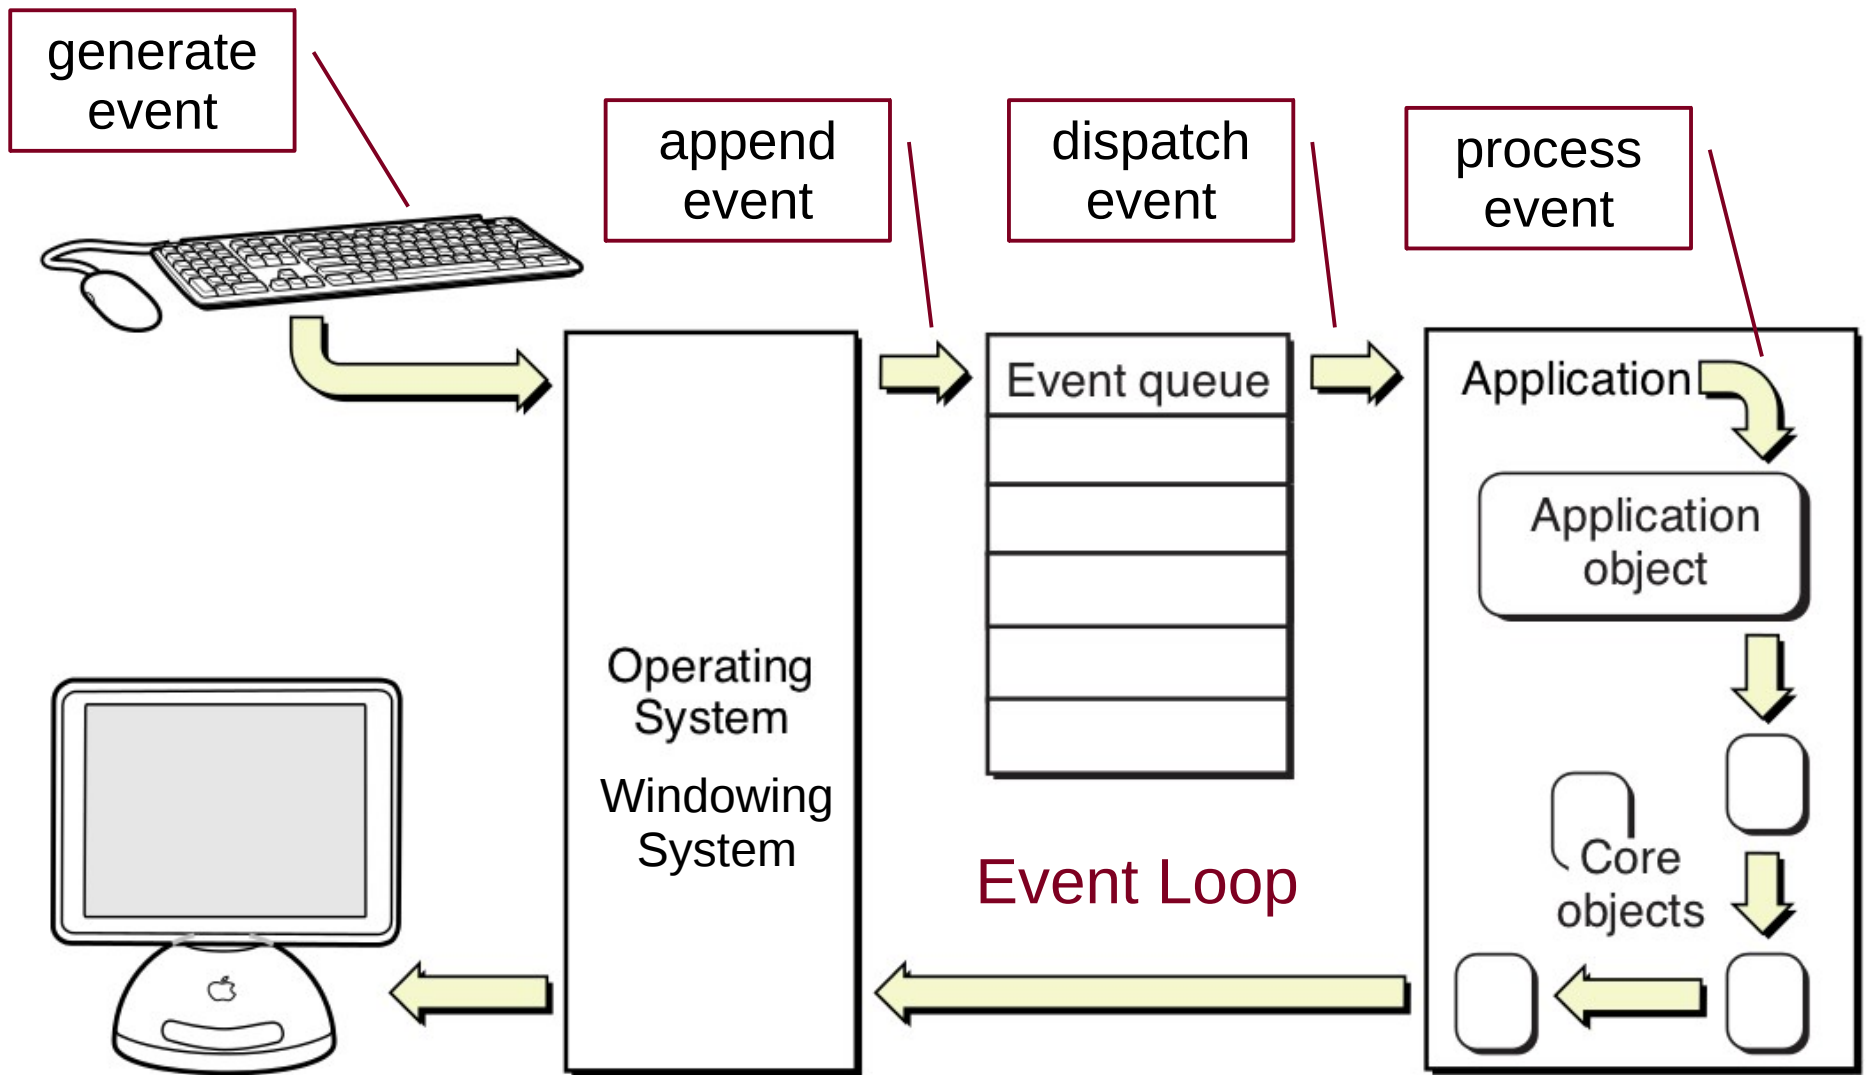 generate
event
append
event
dispatch
event
process
event
Event queue
Application
Application
object
Operating
System
Windowing
System
Event Loop
Core
objects